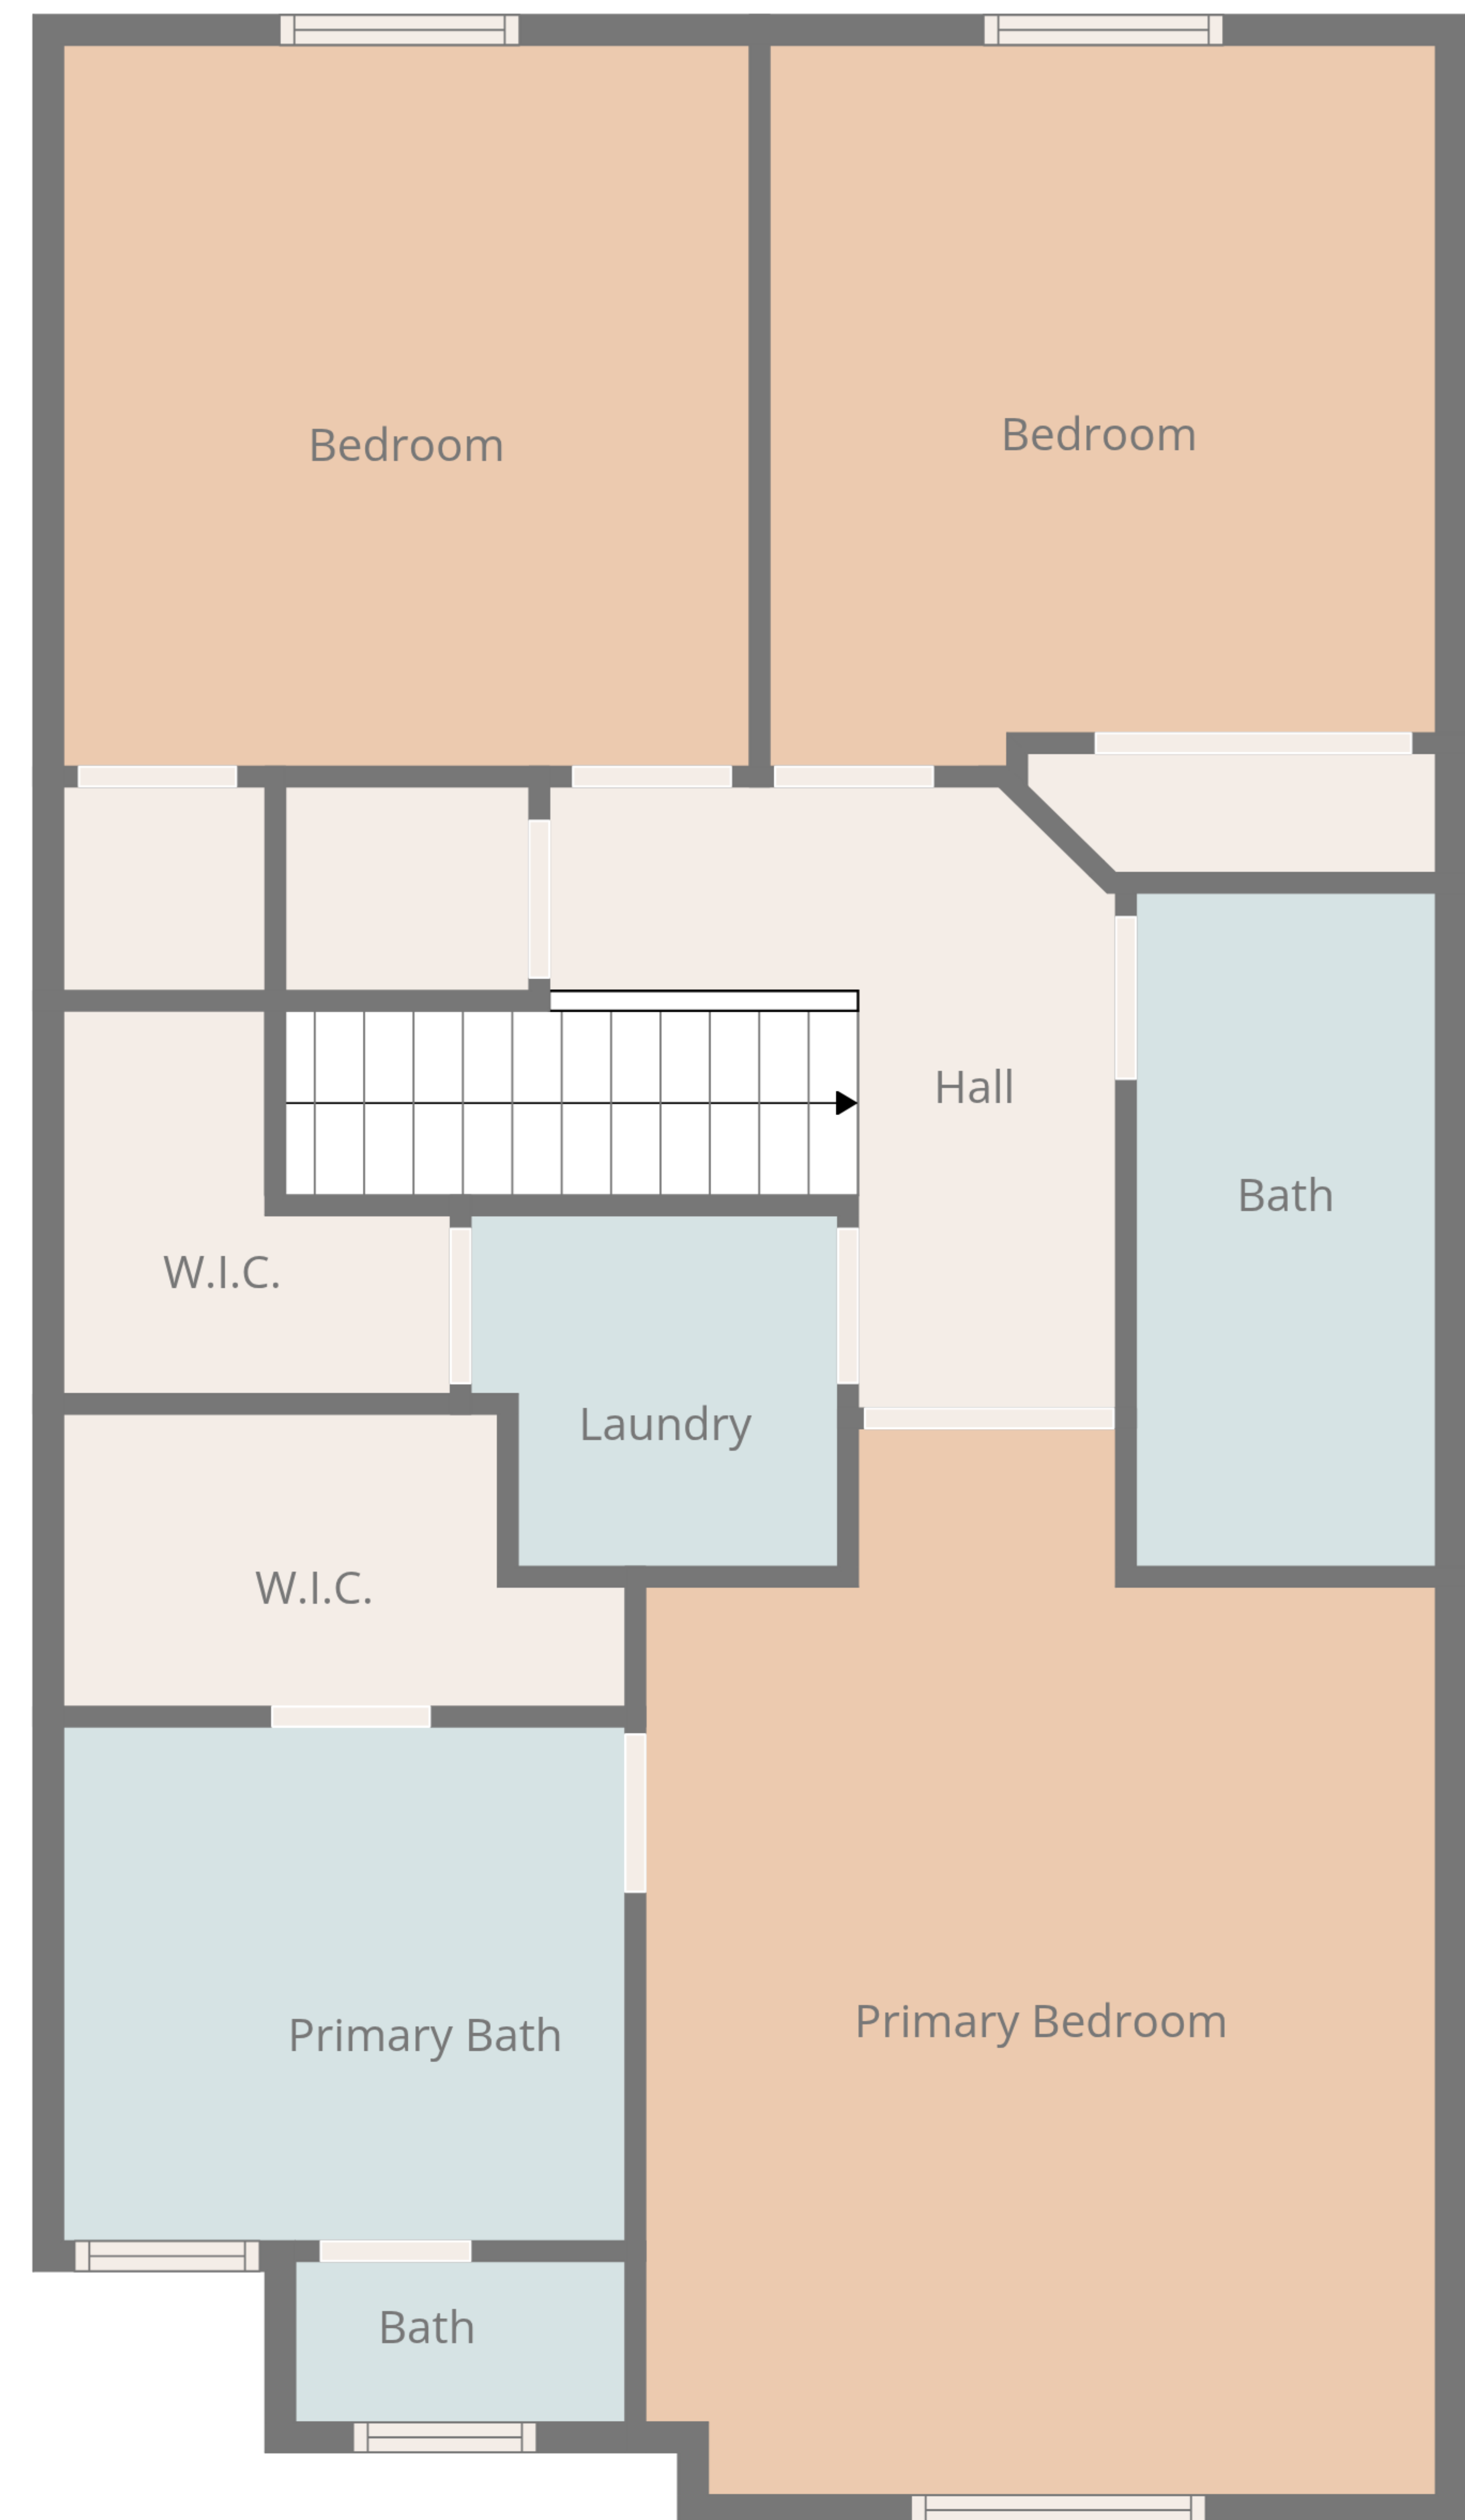 Bedroom
Bedroom
Hall
Bath
W.I.C.
Laundry
W.I.C.
Primary Bath
Primary Bedroom
Bath